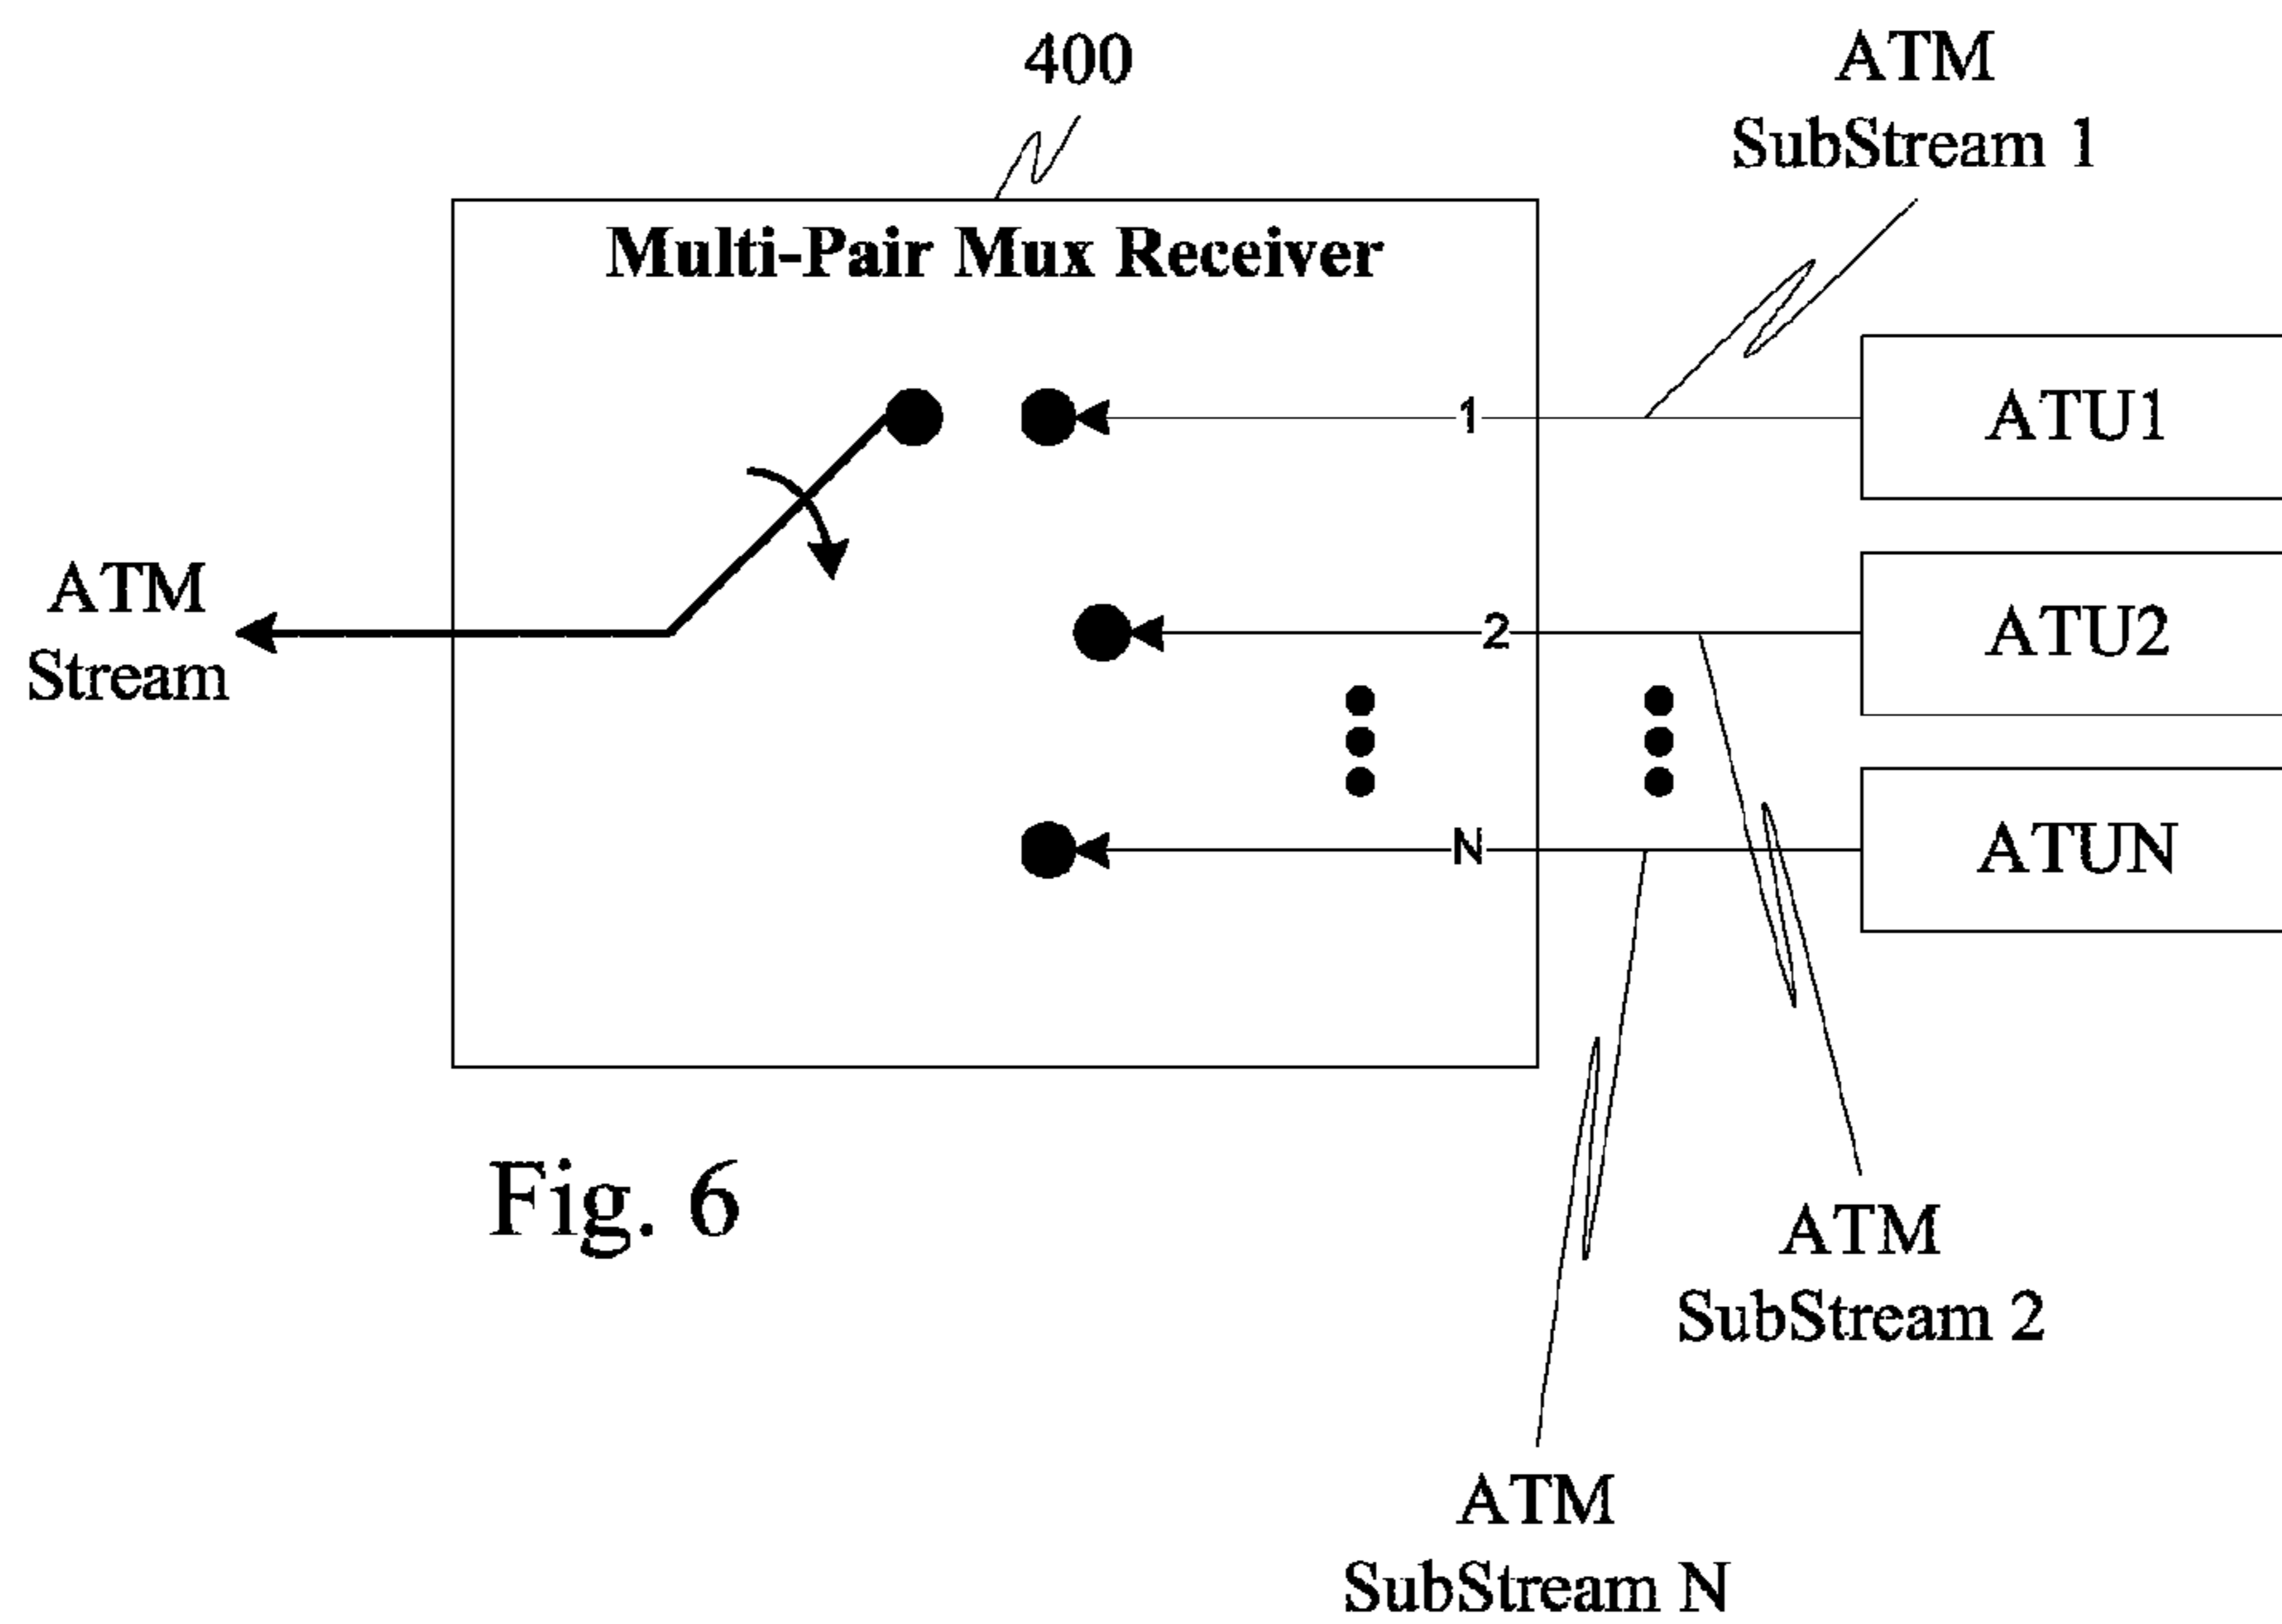 400
ATM
SubStream 1
Multi-Pair Mux Receiver
1
ATU1
ATM
Stream
2
ATU2
N
ATUN
Fig. 6
ATM
SubStream 2
ATM
SubStream N